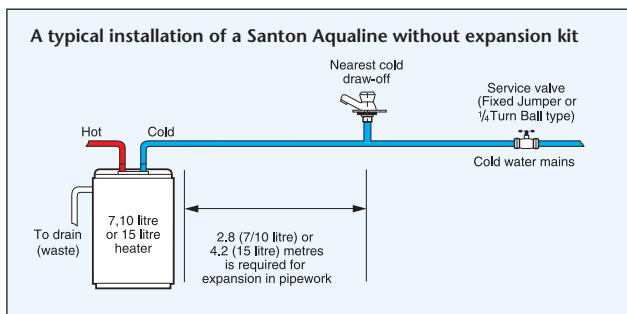 A typical installation of a Santon Aqualine without expansion kit
Nearest cold
draw-off
Service valve
(Fixed Jumper or
¼Turn Ball type)
Hot
Cold
Cold water mains
7,10 litre
or 15 litre
heater
To drain
(waste)
2.8 (7/10 litre) or
4.2 (15 litre) metres
is required for
expansion in pipework